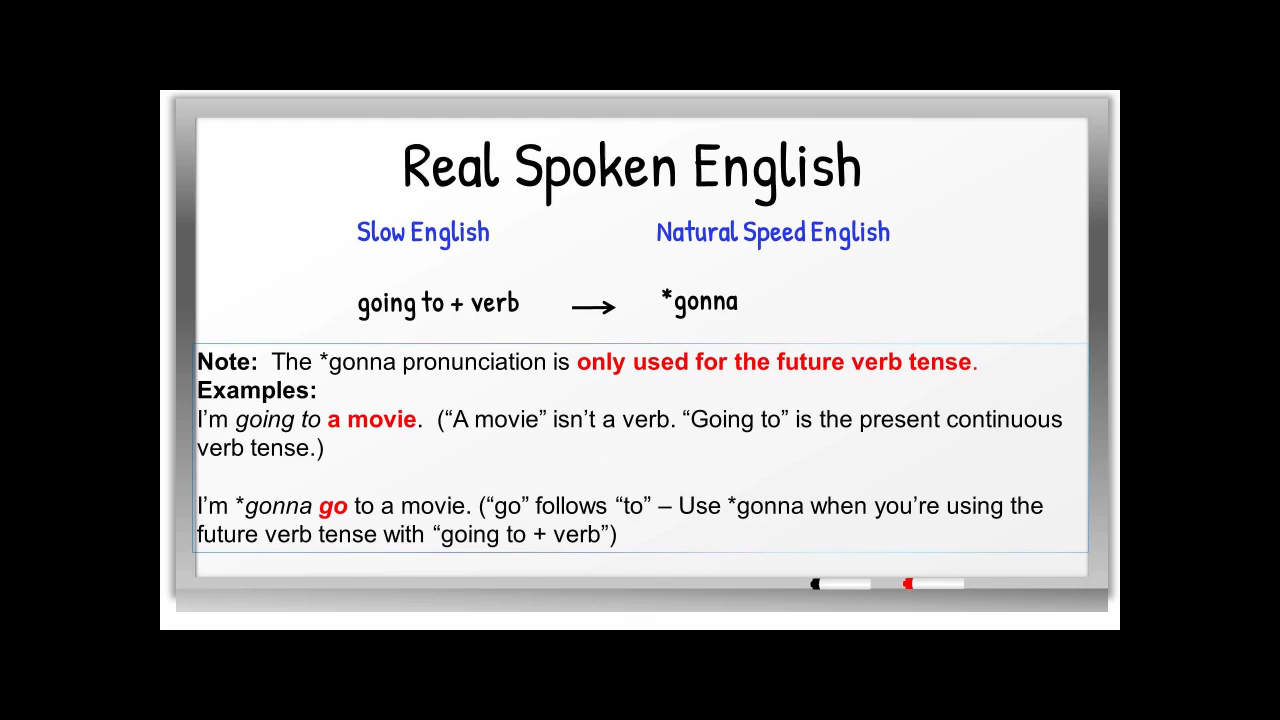 Real Spoken English
Slow English Natural Speed English
going to + verb → *gonna
Note:  The *gonna pronunciation is only used for the future verb tense.
Examples:
I’m going to a movie.  (“A movie” isn’t a verb. “Going to” is the present continuous
verb tense.)
I’m *gonna go to a movie. (“go” follows “to” – Use *gonna when you’re using the
future verb tense with “going to + verb”)